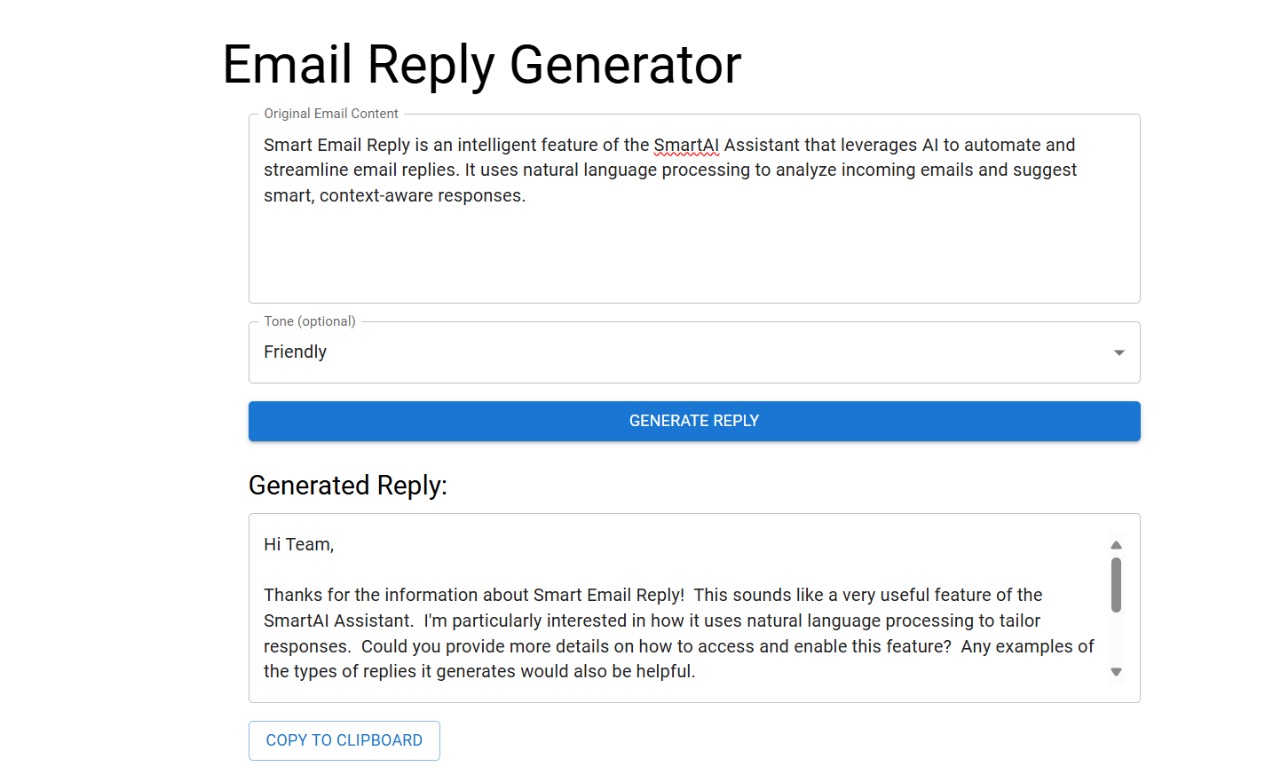 Email Reply Generator
Original Email Content
Smart Email Reply is an intelligent feature of the SmartAI Assistant that leverages AI to automate and
streamline email replies. It uses natural language processing to analyze incoming emails and suggest
smart, context-aware responses.
Tone (optional)
Friendly
GENERATE REPLY
Generated Reply:
Hi Team,
Thanks for the information about Smart Email Reply!  This sounds like a very useful feature of the
SmartAI Assistant.  I'm particularly interested in how it uses natural language processing to tailor
responses.  Could you provide more details on how to access and enable this feature?  Any examples of
the types of replies it generates would also be helpful.
COPY TO CLIPBOARD